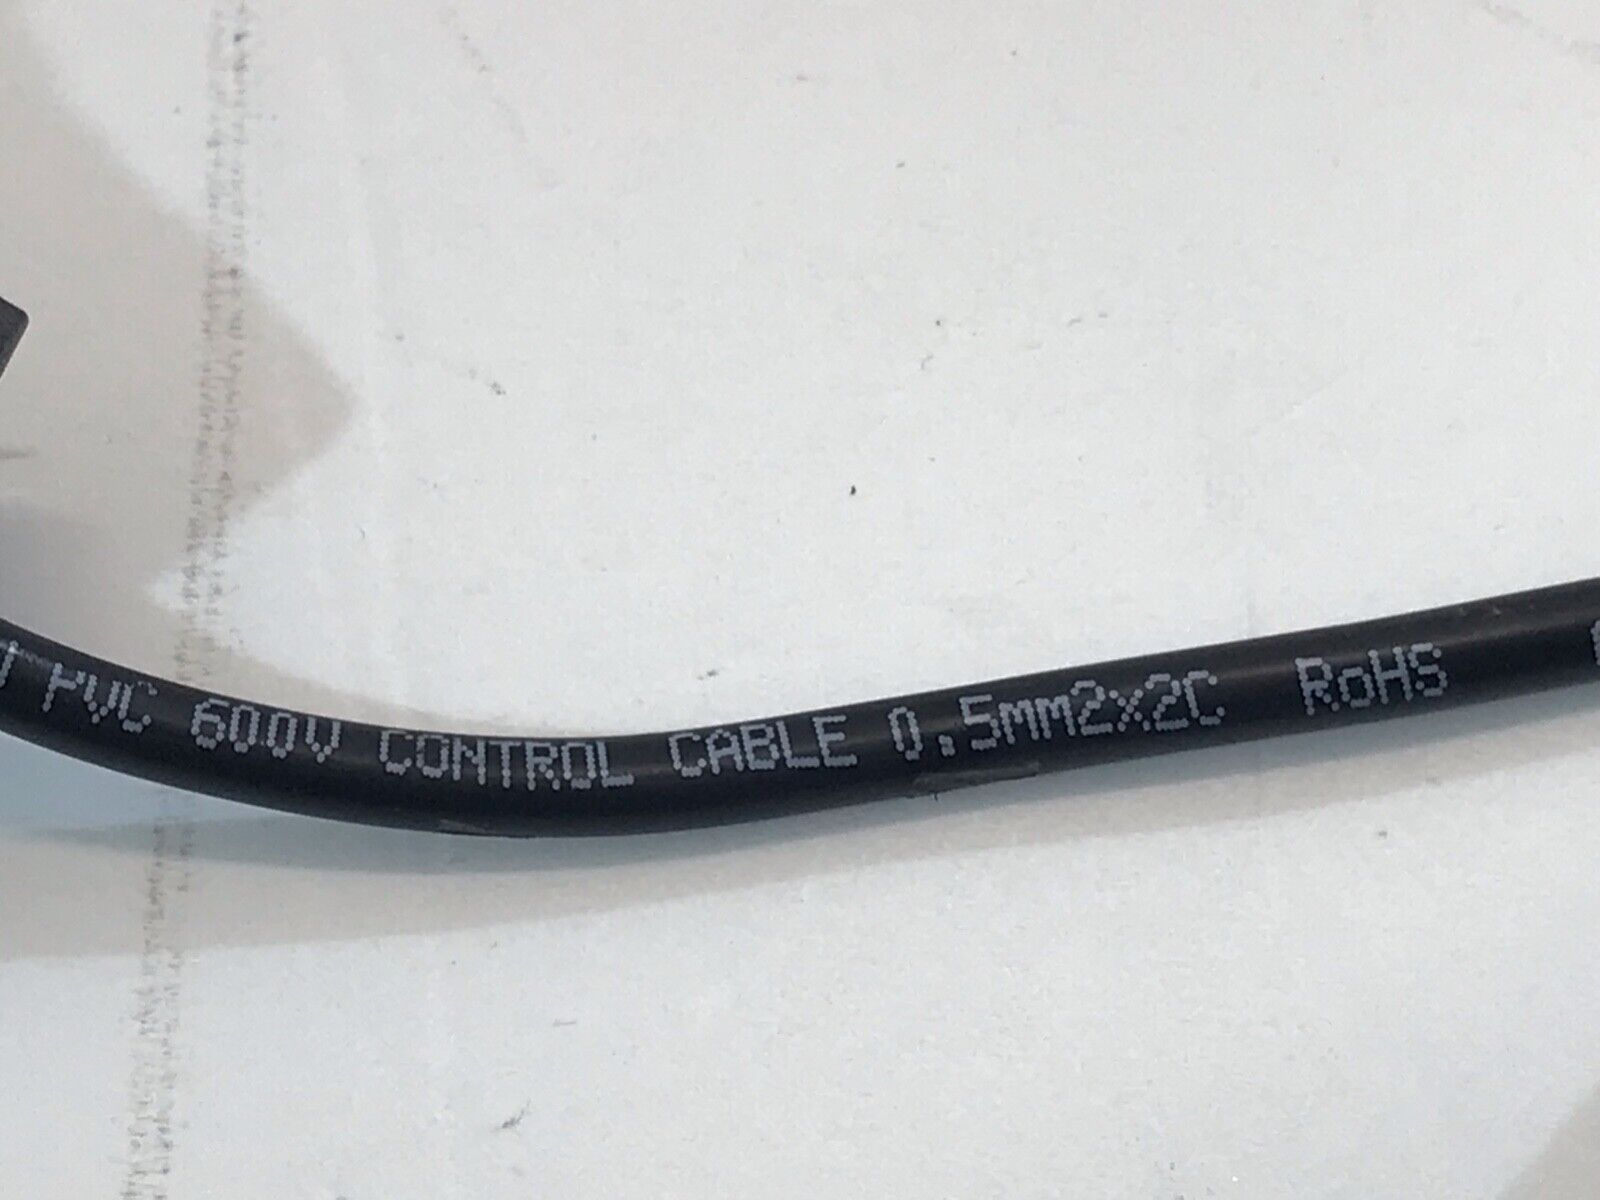 PVC 600V CONTROL CABLE 0.5mm2x2C RoHS